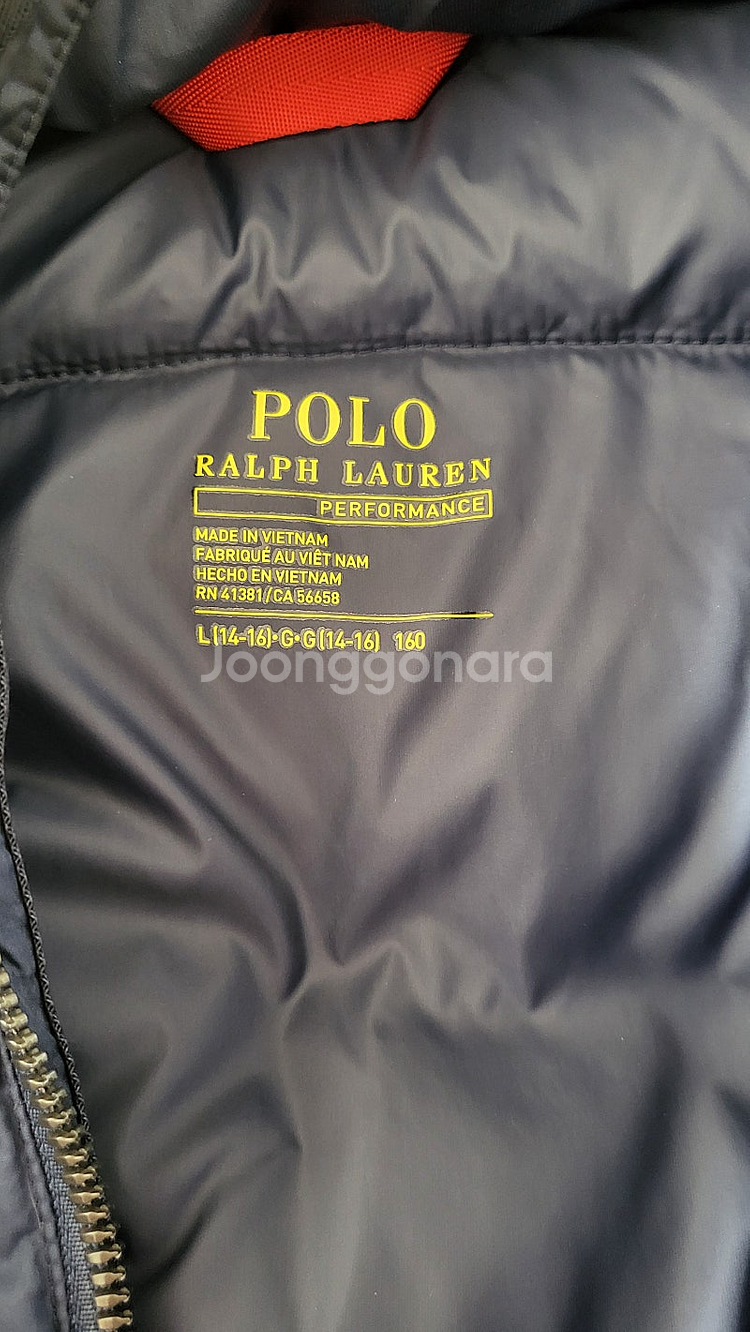 POLO
RALPH LAUREN
PERFORMANCE
MADE IN VIETNAM
FABRIQUÉ AU VIÊT NAM
HECHO EN VIETNAM
RN 41381/CA 56658
L(14-16)•G•G(14-16) 160
Joonggonara